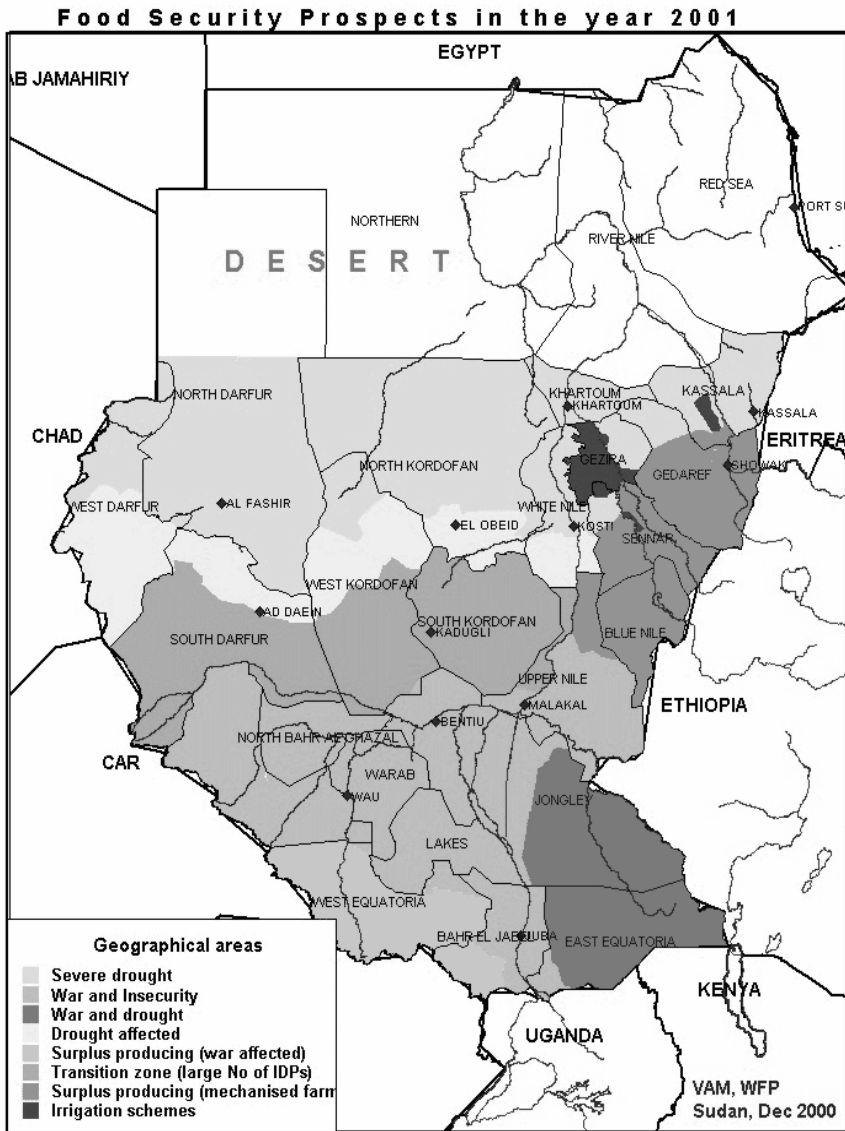 Food Security Prospects in the year 2001
EGYPT
AB JAMAHIRIY
RED SEA
PORT SU
NORTHERN
RIVER NILE
DESERT
KASSALA
NORTH DARFUR
KHARTOUM
KHARTOUM
KASSALA
CHAD
ERITREA
GEZIRA
NORTH KORDOFAN
SHOWAK
GEDAREF
WEST DARFUR
AL FASHIR
WHITE NILE
EL OBEID
KOSTI
SENNAR
WEST KORDOFAN
AD DAEIN
SOUTH KORDOFAN
KADUGLI
BLUE NILE
SOUTH DARFUR
UPPER NILE
MALAKAL
ETHIOPIA
BENTIU
NORTH BAHR AL GHAZAL
CAR
WARAB
WAU
JONGLEY
LAKES
WEST EQUATORIA
BAHR EL JABEL
JUBA
EAST EQUATORIA
KENYA
UGANDA
Geographical areas
Severe drought
War and Insecurity
War and drought
Drought affected
Surplus producing (war affected)
Transition zone (large No of IDPs)
Surplus producing (mechanised farm
Irrigation schemes
VAM, WFP
Sudan, Dec 2000